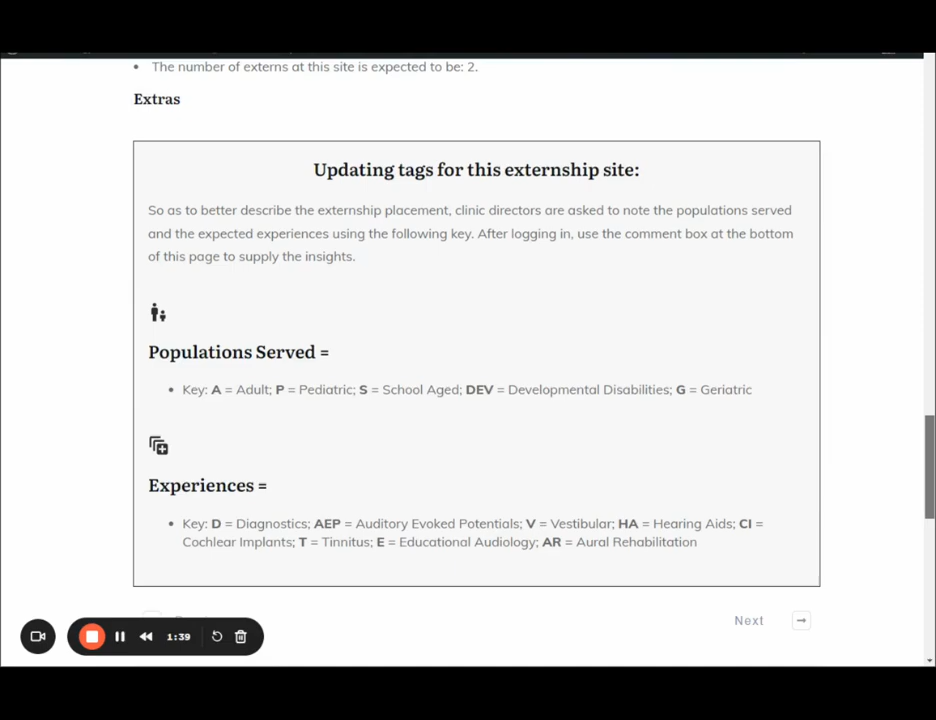 The number of externs at this site is expected to be: 2.
Extras
Updating tags for this externship site:
So as to better describe the externship placement, clinic directors are asked to note the populations served
and the expected experiences using the following key. After logging in, use the comment box at the bottom
of this page to supply the insights.
Populations Served =
Key: A = Adult; P = Pediatric; S = School Aged; DEV = Developmental Disabilities; G = Geriatric
Experiences =
Key: D = Diagnostics; AEP = Auditory Evoked Potentials; V = Vestibular; HA = Hearing Aids; CI =
Cochlear Implants; T = Tinnitus; E = Educational Audiology; AR = Aural Rehabilitation
Next
1:39